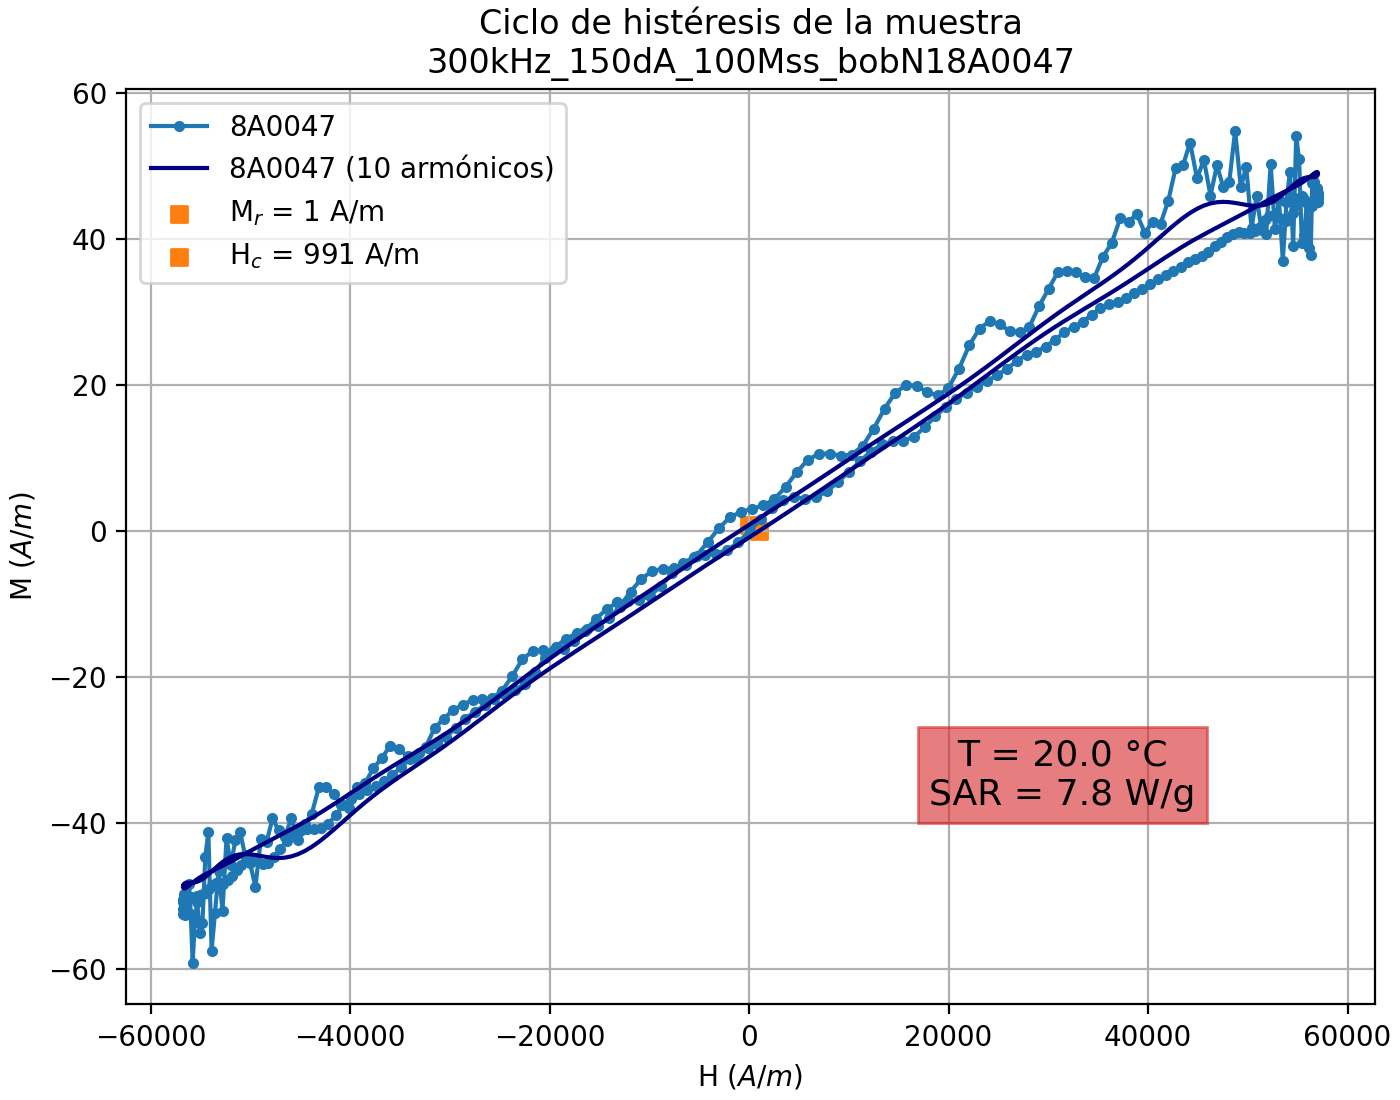 Ciclo de histéresis de la muestra
300kHz_150dA_100Mss_bobN18A0047
8A0047
8A0047 (10 armónicos)
M_r = 1 A/m
H_c = 991 A/m
60
40
20
0
−20
−40
−60
M (A/m)
T = 20.0 °C
SAR = 7.8 W/g
−60000 −40000 −20000 0 20000 40000 60000
H (A/m)